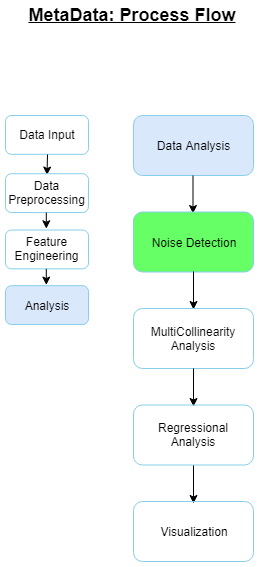 MetaData: Process Flow
Data Input
Data
Preprocessing
Feature
Engineering
Analysis
Data Analysis
Noise Detection
MultiCollinearity
Analysis
Regressional
Analysis
Visualization